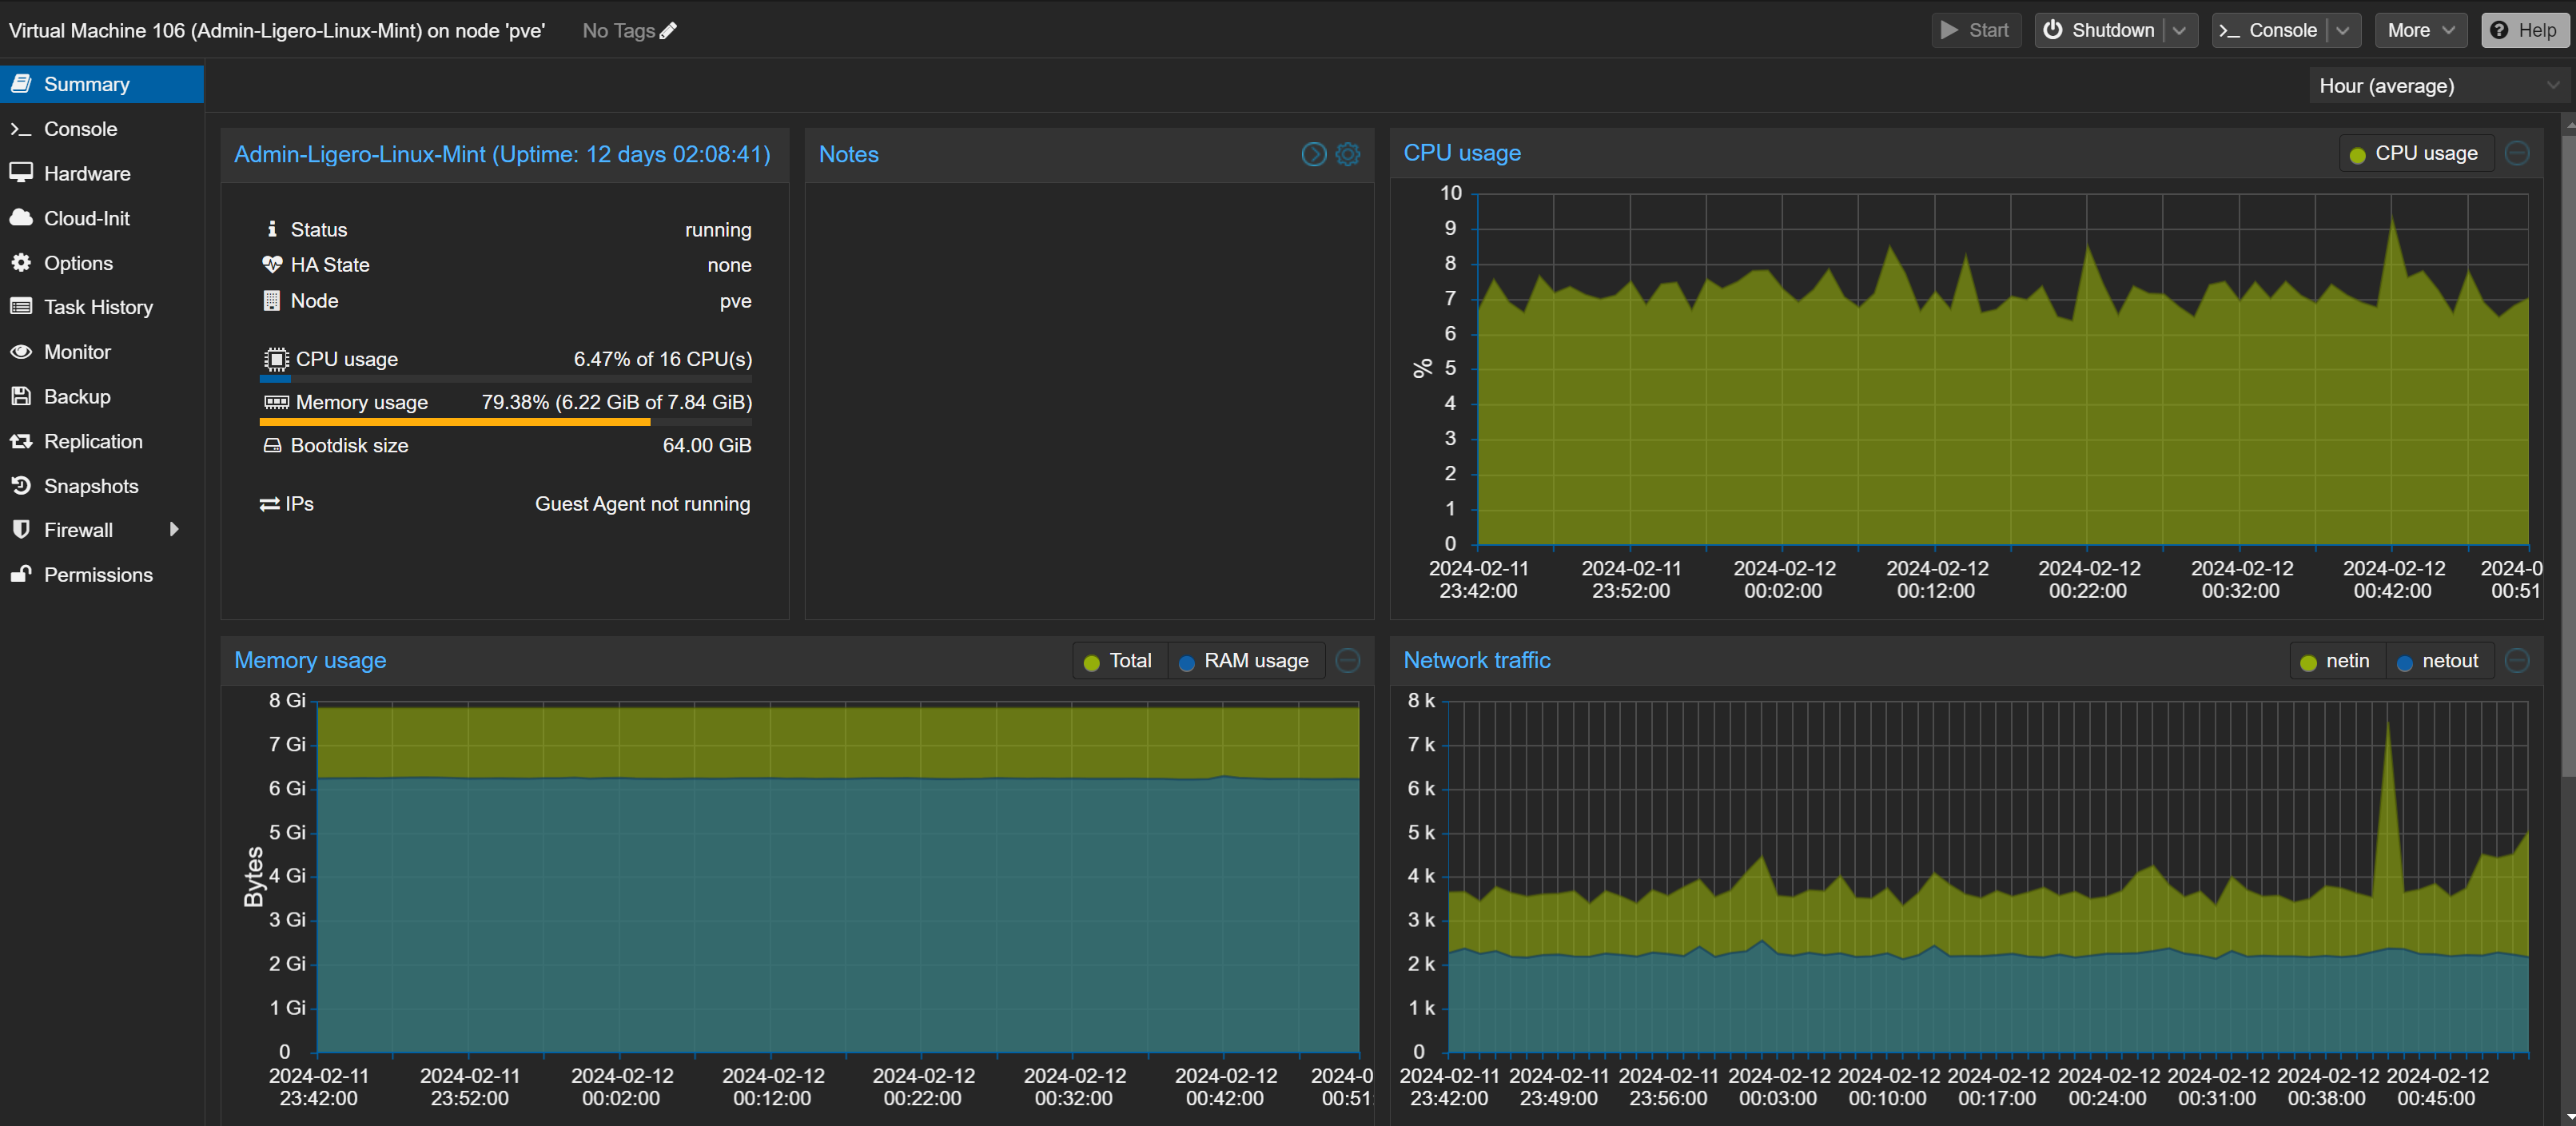 Virtual Machine 106 (Admin-Ligero-Linux-Mint) on node 'pve' No Tags Start Shutdown Console More Help
Hour (average)
Summary
Console
Hardware
Cloud-Init
Options
Task History
Monitor
Backup
Replication
Snapshots
Firewall
Permissions
Admin-Ligero-Linux-Mint (Uptime: 12 days 02:08:41)
Status running
HA State none
Node pve
CPU usage 6.47% of 16 CPU(s)
Memory usage 79.38% (6.22 GiB of 7.84 GiB)
Bootdisk size 64.00 GiB
IPs Guest Agent not running
Notes
CPU usage CPU usage
10
9
8
7
6
5
4
3
2
1
0
%
2024-02-11 2024-02-11 2024-02-12 2024-02-12 2024-02-12 2024-02-12 2024-02-12 2024-0
23:42:00 23:52:00 00:02:00 00:12:00 00:22:00 00:32:00 00:42:00 00:51
Memory usage Total RAM usage
8 Gi
7 Gi
6 Gi
5 Gi
4 Gi
3 Gi
2 Gi
1 Gi
0
Bytes
2024-02-11 2024-02-11 2024-02-12 2024-02-12 2024-02-12 2024-02-12 2024-02-12 2024-0
23:42:00 23:52:00 00:02:00 00:12:00 00:22:00 00:32:00 00:42:00 00:51:
Network traffic netin netout
8 k
7 k
6 k
5 k
4 k
3 k
2 k
1 k
0
2024-02-11 2024-02-11 2024-02-11 2024-02-12 2024-02-12 2024-02-12 2024-02-12 2024-02-12 2024-02-12 2024-02-12
23:42:00 23:49:00 23:56:00 00:03:00 00:10:00 00:17:00 00:24:00 00:31:00 00:38:00 00:45:00